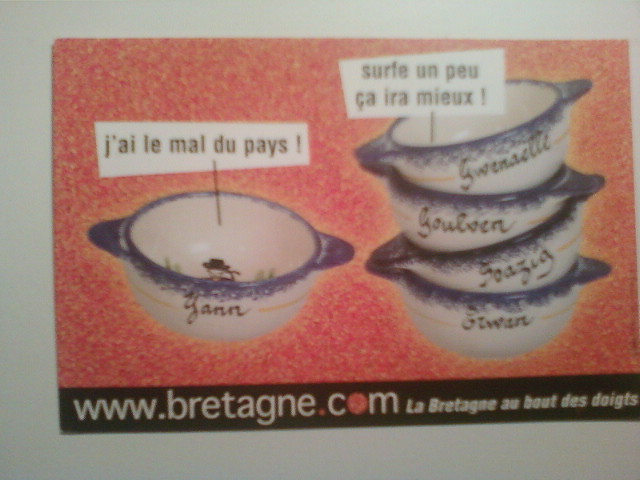 j'ai le mal du pays !
surfe un peu
ça ira mieux !
Yann
Gwenaëlle
Goulven
Soazig
Erwan
www.bretagne.com La Bretagne au bout des doigts